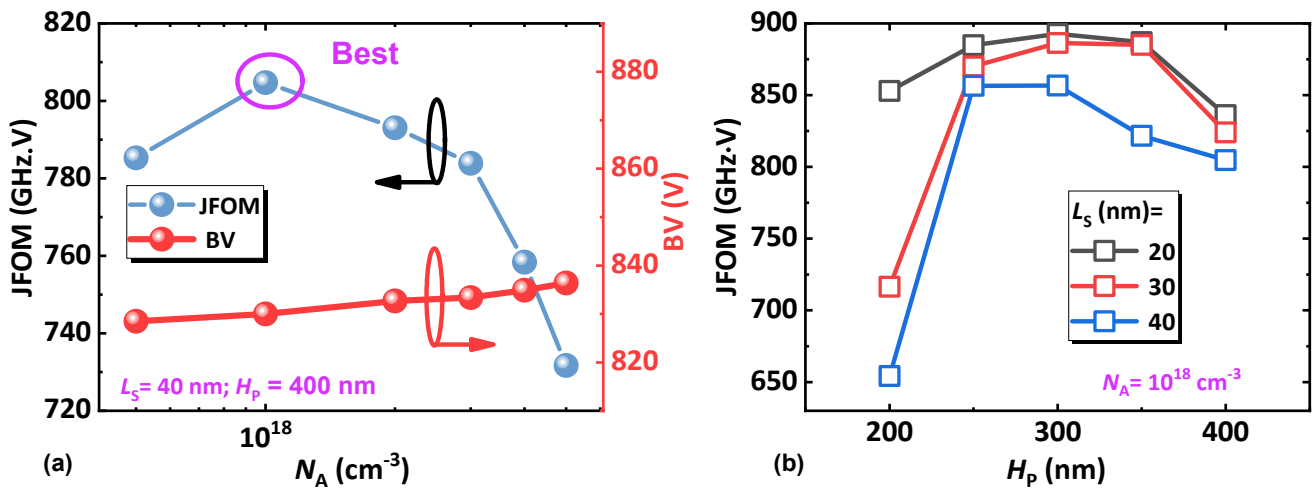 820
800
780
760
740
720
JFOM (GHz.V)
Best
JFOM
BV
L_S= 40 nm; H_P = 400 nm
880
860
840
820
BV (V)
10^18
(a)
N_A (cm^-3)
900
850
800
750
700
650
JFOM (GHz·V)
L_S (nm)=
20
30
40
N_A= 10^18 cm^-3
200
300
400
(b)
H_P (nm)